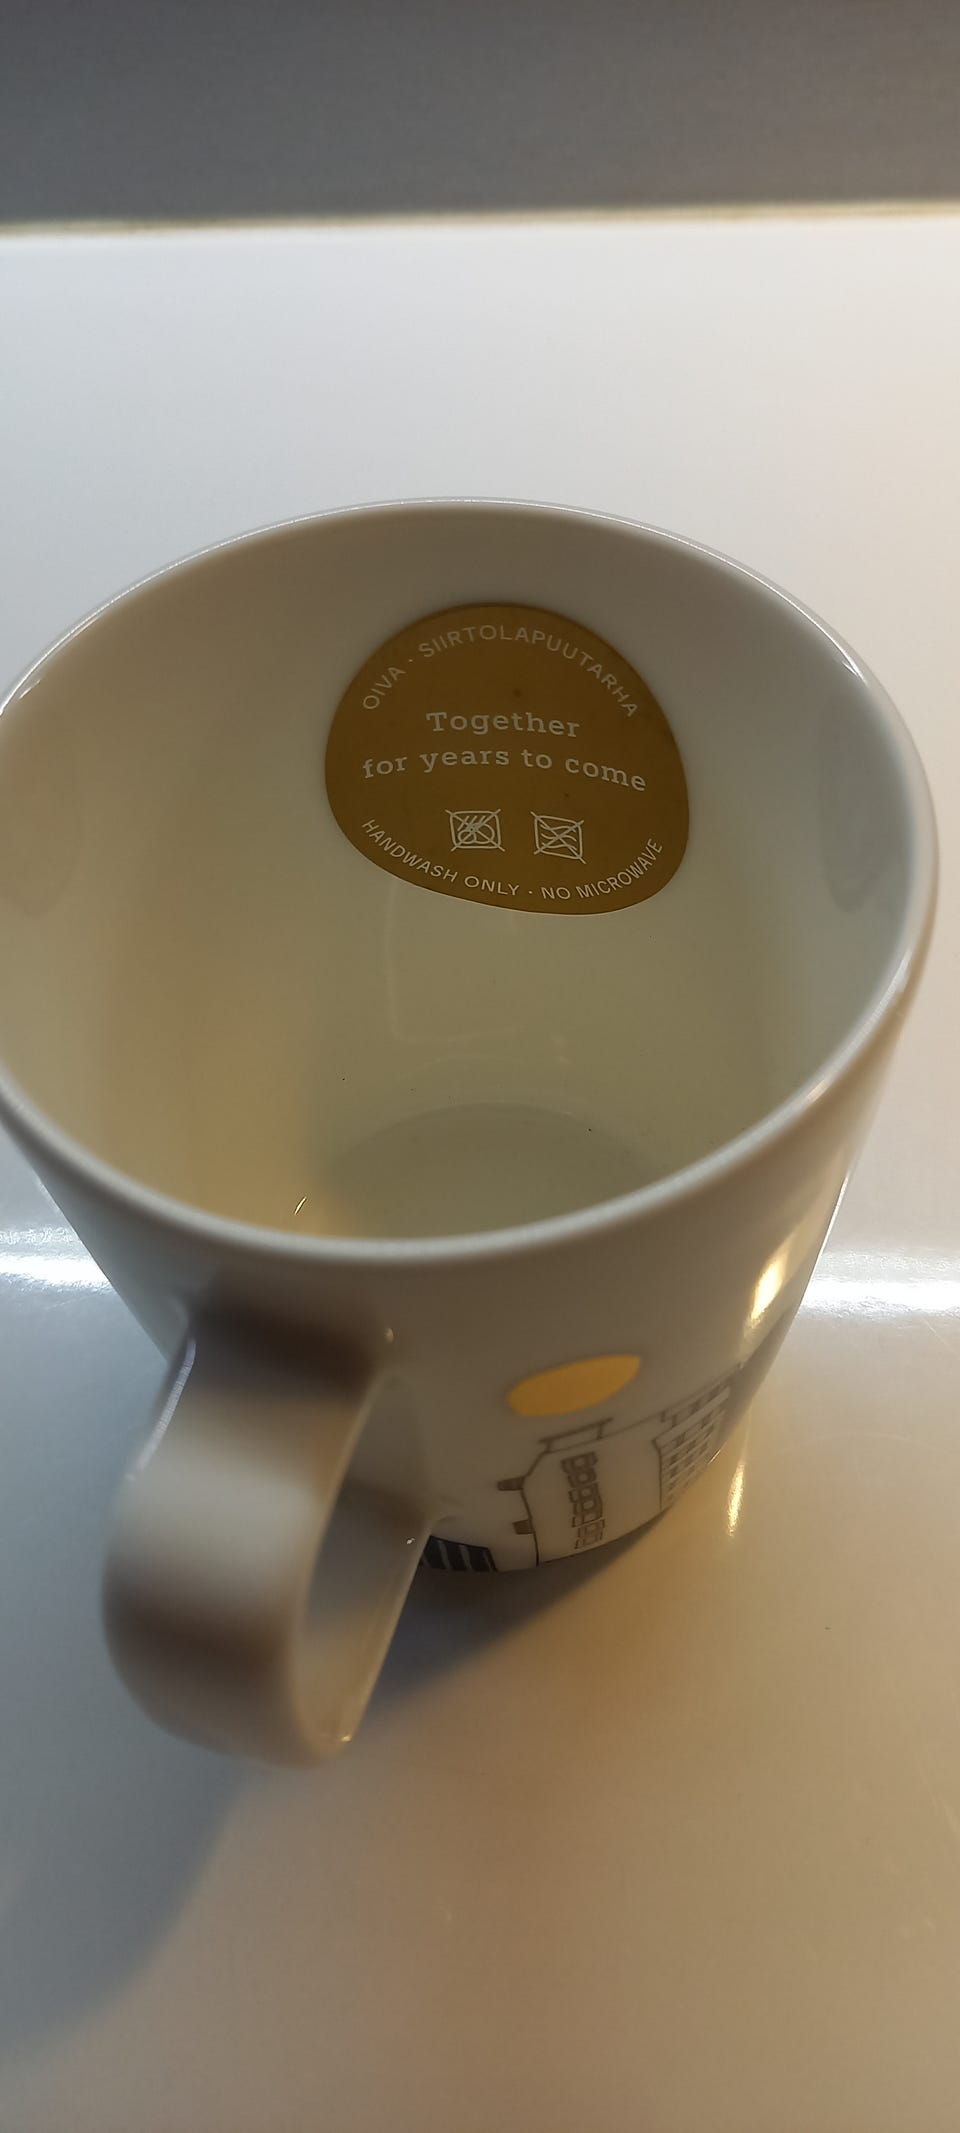 OIVA · SIIRTOLAPUUTARHA
Together
for years to come
HANDWASH ONLY · NO MICROWAVE